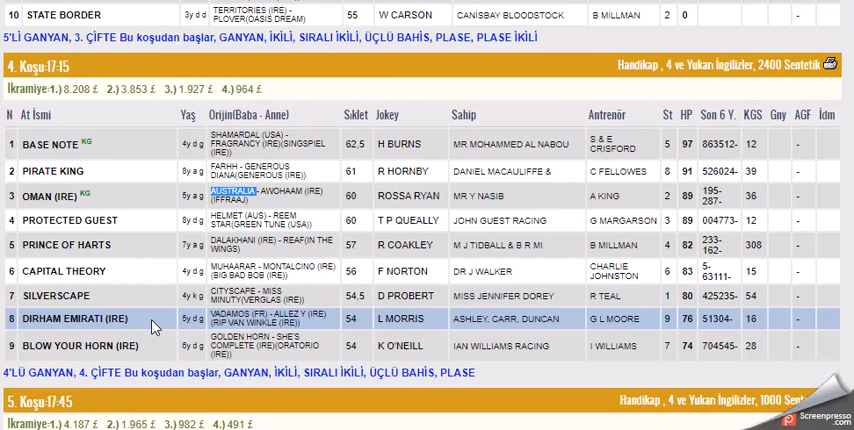 10 STATE BORDER 3y d d TERRITORIES (IRE) - PLOVER(OASIS DREAM) 55 W CARSON CANISBAY BLOODSTOCK B MILLMAN 2 0 -
5'Lİ GANYAN, 3. ÇİFTE Bu koşudan başlar, GANYAN, İKİLİ, SIRALI İKİLİ, ÜÇLÜ BAHİS, PLASE, PLASE İKİLİ
4. Koşu:17:15 Handikap , 4 ve Yukarı İngilizler, 2400 Sentetik
İkramiye:1.) 8.208 £ 2.) 3.853 £ 3.) 1.927 £ 4.) 964 £
N At İsmi Yaş Orijin(Baba - Anne) Sıklet Jokey Sahip Antrenör St HP Son 6 Y. KGS Gny AGF İdm
1 BASE NOTE KG 4y d g SHAMARDAL (USA) - FRAGRANCY (IRE)(SINGSPIEL (IRE)) 62,5 H BURNS MR MOHAMMED AL NABOU S & E CRISFORD 5 97 863512- 12 -
2 PIRATE KING 8y a g FARHH - GENEROUS DIANA(GENEROUS (IRE)) 61 R HORNBY DANIEL MACAULIFFE & C FELLOWES 8 91 526024- 39 -
3 OMAN (IRE) KG 5y a g AUSTRALIA - AWOHAAM (IRE) (IFFRAAJ) 60 ROSSA RYAN MR Y NASIB A KING 2 89 195-287- 36 -
4 PROTECTED GUEST 8y d g HELMET (AUS) - REEM STAR(GREEN TUNE (USA)) 60 T P QUEALLY JOHN GUEST RACING G MARGARSON 3 89 004773- 12 -
5 PRINCE OF HARTS 7y a g DALAKHANI (IRE) - REAF(IN THE WINGS) 57 R COAKLEY M J TIDBALL & B R MI B MILLMAN 4 82 233-162- 308 -
6 CAPITAL THEORY 4y d g MUHAARAR - MONTALCINO (IRE) (BIG BAD BOB (IRE)) 56 F NORTON DR J WALKER CHARLIE JOHNSTON 6 83 5-63111- 15 -
7 SILVERSCAPE 4y k g CITYSCAPE - MISS MINUTY(VERGLAS (IRE)) 54,5 D PROBERT MISS JENNIFER DOREY R TEAL 1 80 425235- 54 -
8 DIRHAM EMIRATI (IRE) 5y d g VADAMOS (FR) - ALLEZ Y (IRE) (RIP VAN WINKLE (IRE)) 54 L MORRIS ASHLEY, CARR, DUNCAN G L MOORE 9 76 51304- 16 -
9 BLOW YOUR HORN (IRE) 6y d g GOLDEN HORN - SHE'S COMPLETE (IRE)(ORATORIO (IRE)) 54 K O'NEILL IAN WILLIAMS RACING I WILLIAMS 7 74 704545- 28 -
4'LÜ GANYAN, 4. ÇİFTE Bu koşudan başlar, GANYAN, İKİLİ, SIRALI İKİLİ, ÜÇLÜ BAHİS, PLASE
5. Koşu:17:45 Handikap , 4 ve Yukarı İngilizler, 1000 Sentet
İkramiye:1.) 4.187 £ 2.) 1.965 £ 3.) 982 £ 4.) 491 £
Screenpresso
.com